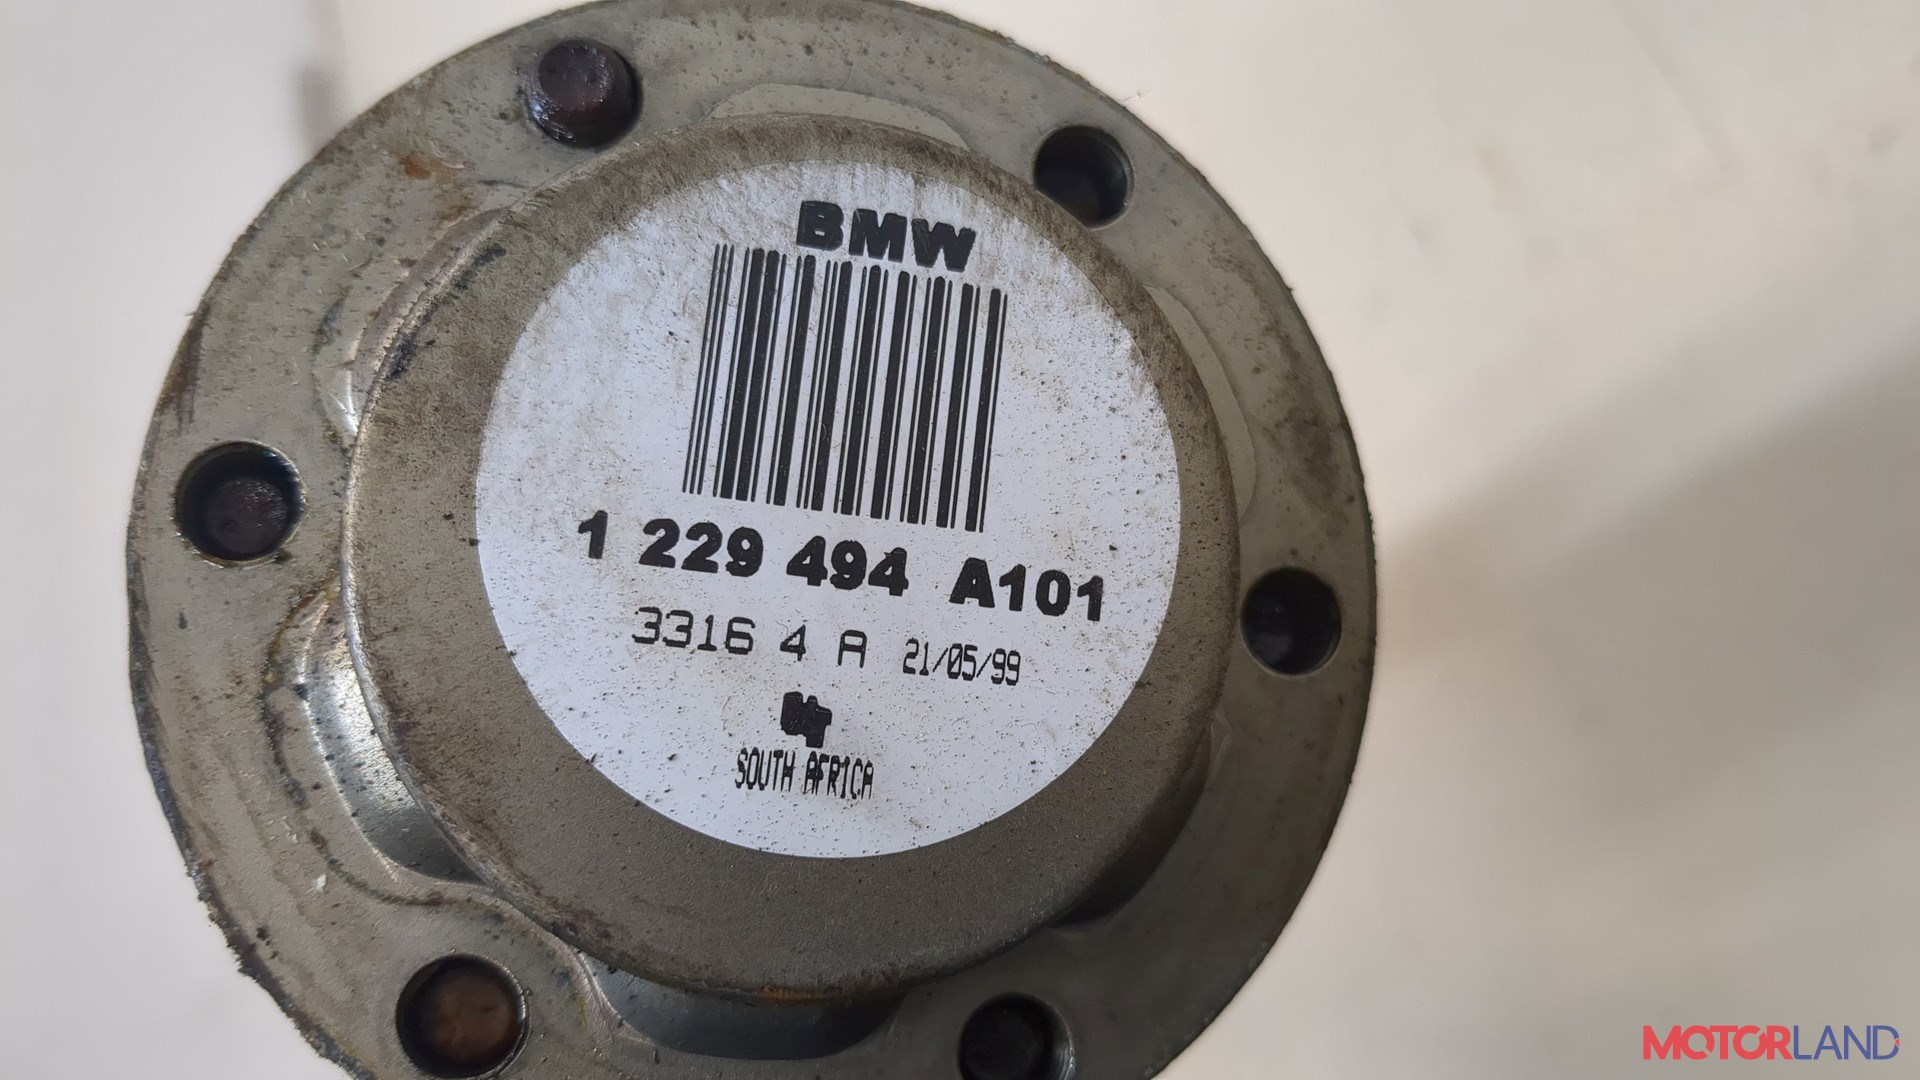 BMW
1 229 494 A101
3316 4 A 21/05/99
SOUTH AFRICA
MOTORLAND